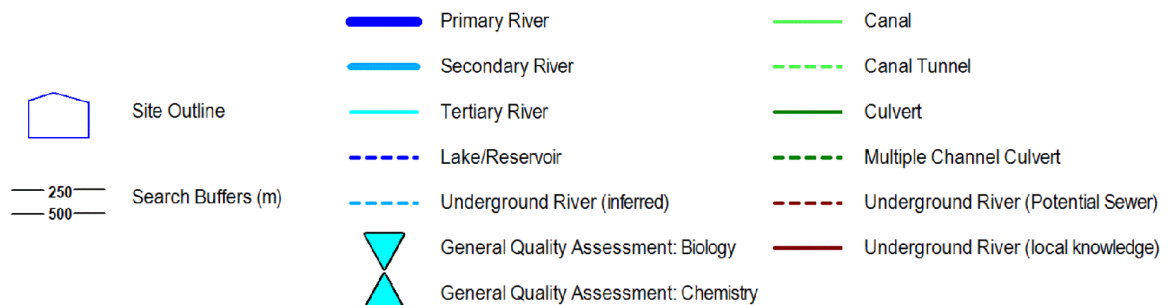 Site Outline
250
500
Search Buffers (m)
Primary River
Secondary River
Tertiary River
Lake/Reservoir
Underground River (inferred)
General Quality Assessment: Biology
General Quality Assessment: Chemistry
Canal
Canal Tunnel
Culvert
Multiple Channel Culvert
Underground River (Potential Sewer)
Underground River (local knowledge)